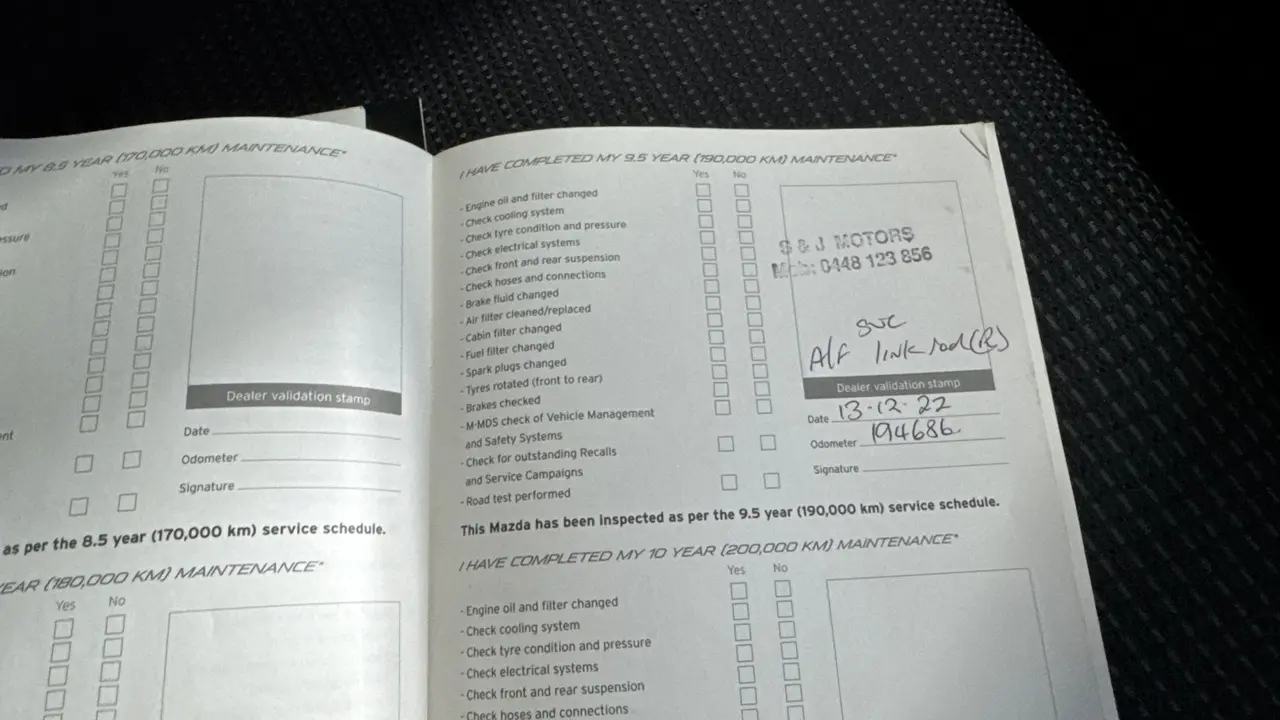 D MY 8.5 YEAR (170,000 KM) MAINTENANCE*
Yes No
ed
essure
ion
ent
Dealer validation stamp
Date
Odometer
Signature
as per the 8.5 year (170,000 km) service schedule.
YEAR (180,000 KM) MAINTENANCE*
Yes No
I HAVE COMPLETED MY 9.5 YEAR (190,000 KM) MAINTENANCE*
Yes No
- Engine oil and filter changed
- Check cooling system
- Check tyre condition and pressure
- Check electrical systems
- Check front and rear suspension
- Check hoses and connections
- Brake fluid changed
- Air filter cleaned/replaced
- Cabin filter changed
- Fuel filter changed
- Spark plugs changed
- Tyres rotated (front to rear)
- Brakes checked
- M-MDS check of Vehicle Management
and Safety Systems
- Check for outstanding Recalls
and Service Campaigns
- Road test performed
S & J MOTORS
Mob: 0448 123 856
svc
A/F link rod (R)
Dealer validation stamp
Date 13-12-22
Odometer 194686
Signature
This Mazda has been inspected as per the 9.5 year (190,000 km) service schedule.
I HAVE COMPLETED MY 10 YEAR (200,000 KM) MAINTENANCE*
Yes No
- Engine oil and filter changed
- Check cooling system
- Check tyre condition and pressure
- Check electrical systems
- Check front and rear suspension
- Check hoses and connections